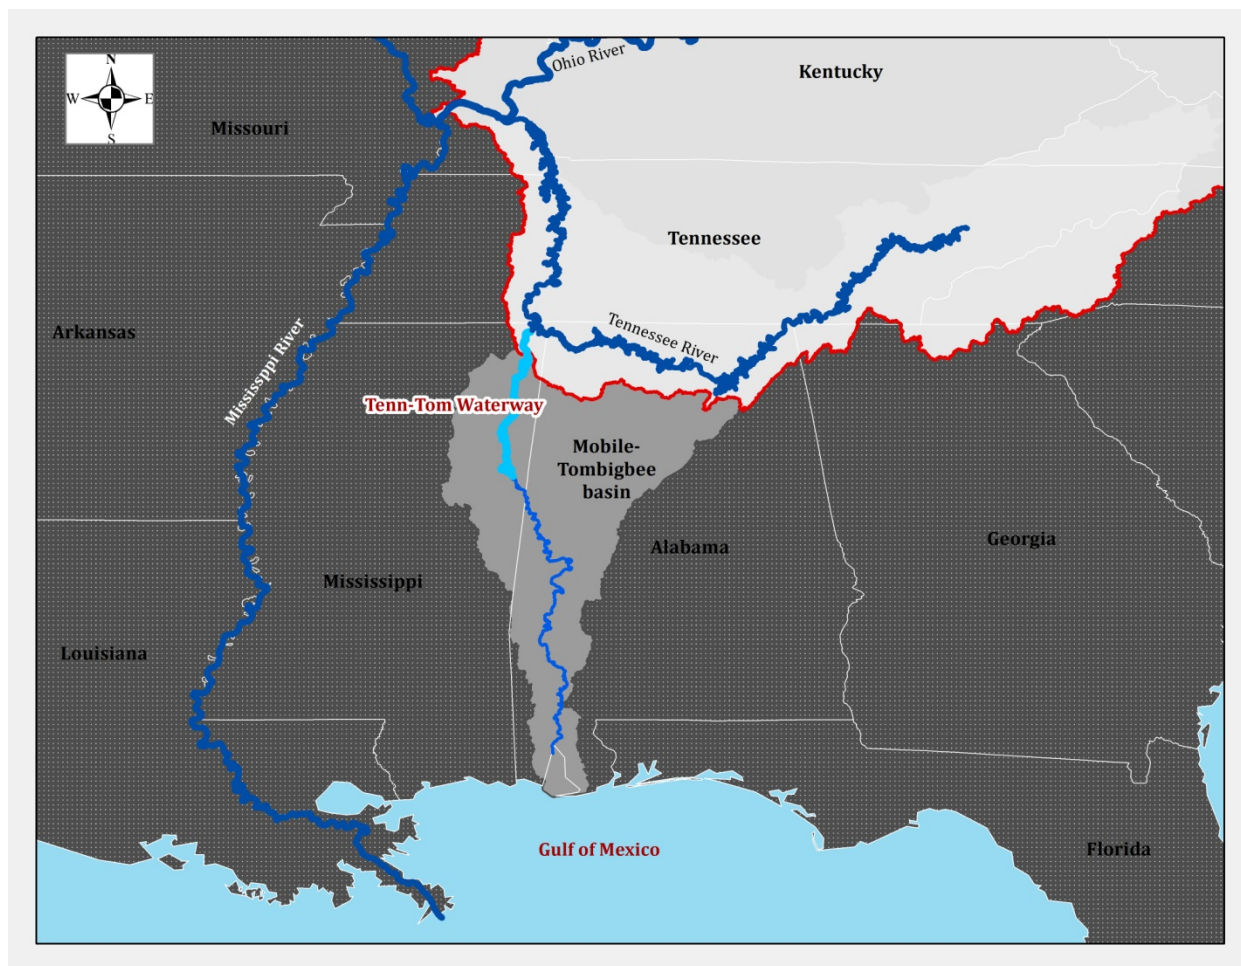 N
W E
S
Ohio River
Kentucky
Missouri
Tennessee
Arkansas
Mississppi River
Tennessee River
Tenn-Tom Waterway
Mobile-
Tombigbee
basin
Alabama
Georgia
Mississippi
Louisiana
Gulf of Mexico
Florida